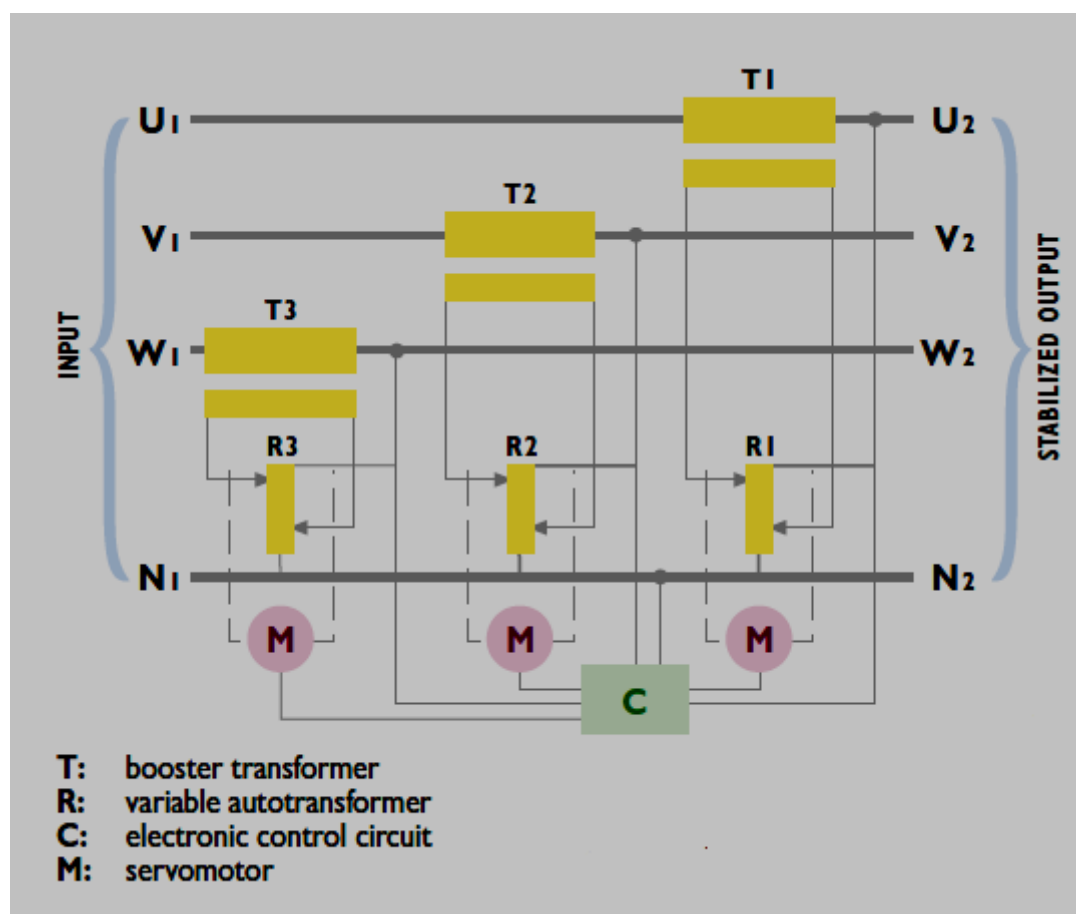 T1
U1 U2
T2
V1 V2
T3
W1 W2
INPUT
STABILIZED OUTPUT
R3 R2 R1
N1 N2
M M M
C
T: booster transformer
R: variable autotransformer
C: electronic control circuit
M: servomotor